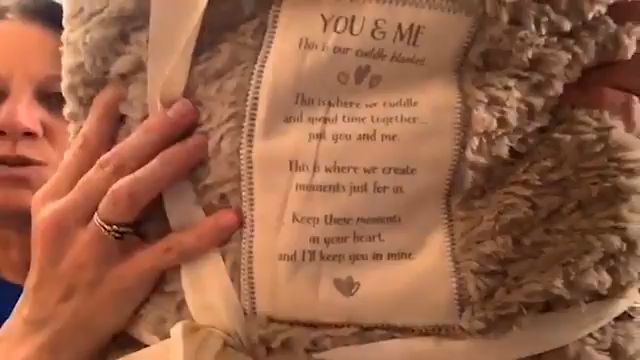 YOU & ME
This is our cuddle blanket.
This is where we cuddle
and spend time together...
just you and me.
This is where we create
moments just for us.
Keep these moments
in your heart,
and I'll keep you in mine.